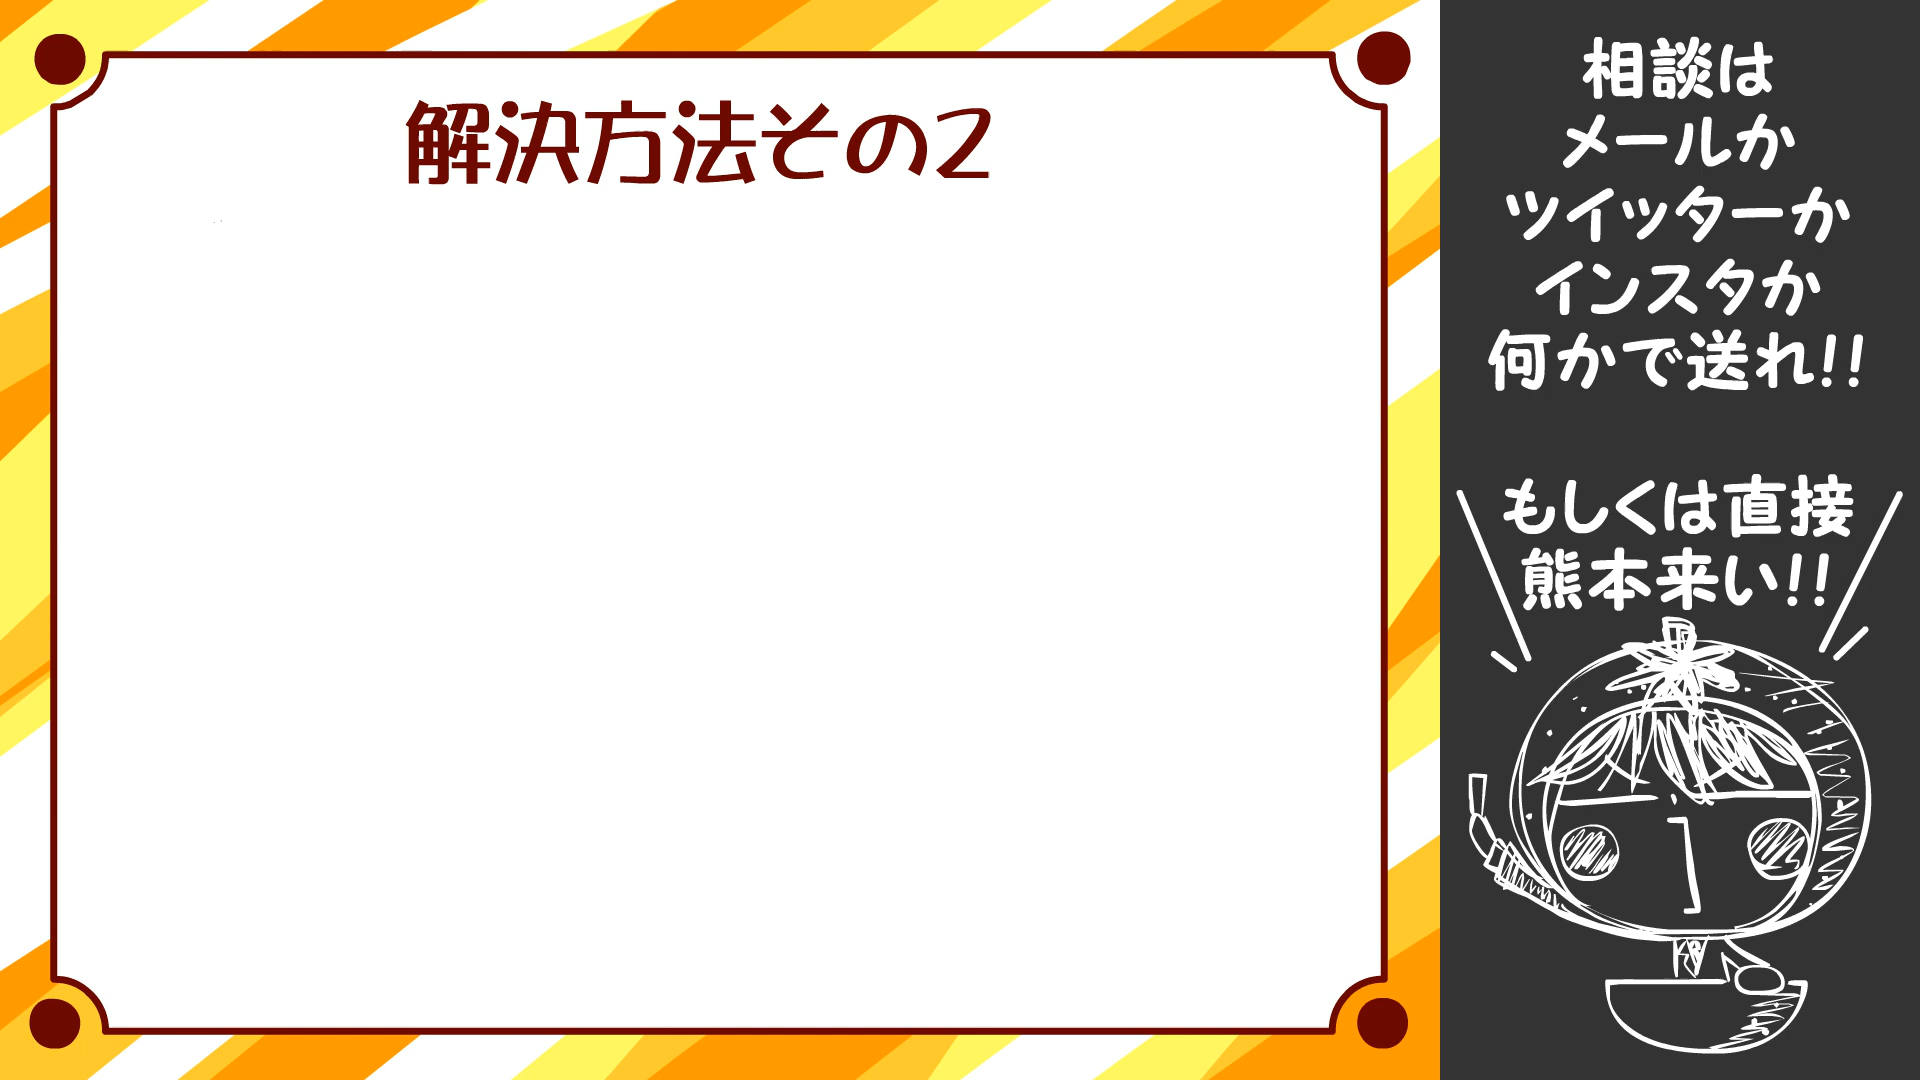 解決方法その2
相談は
メールか
ツイッターか
インスタか
何かで送れ!!
もしくは直接
熊本来い!!